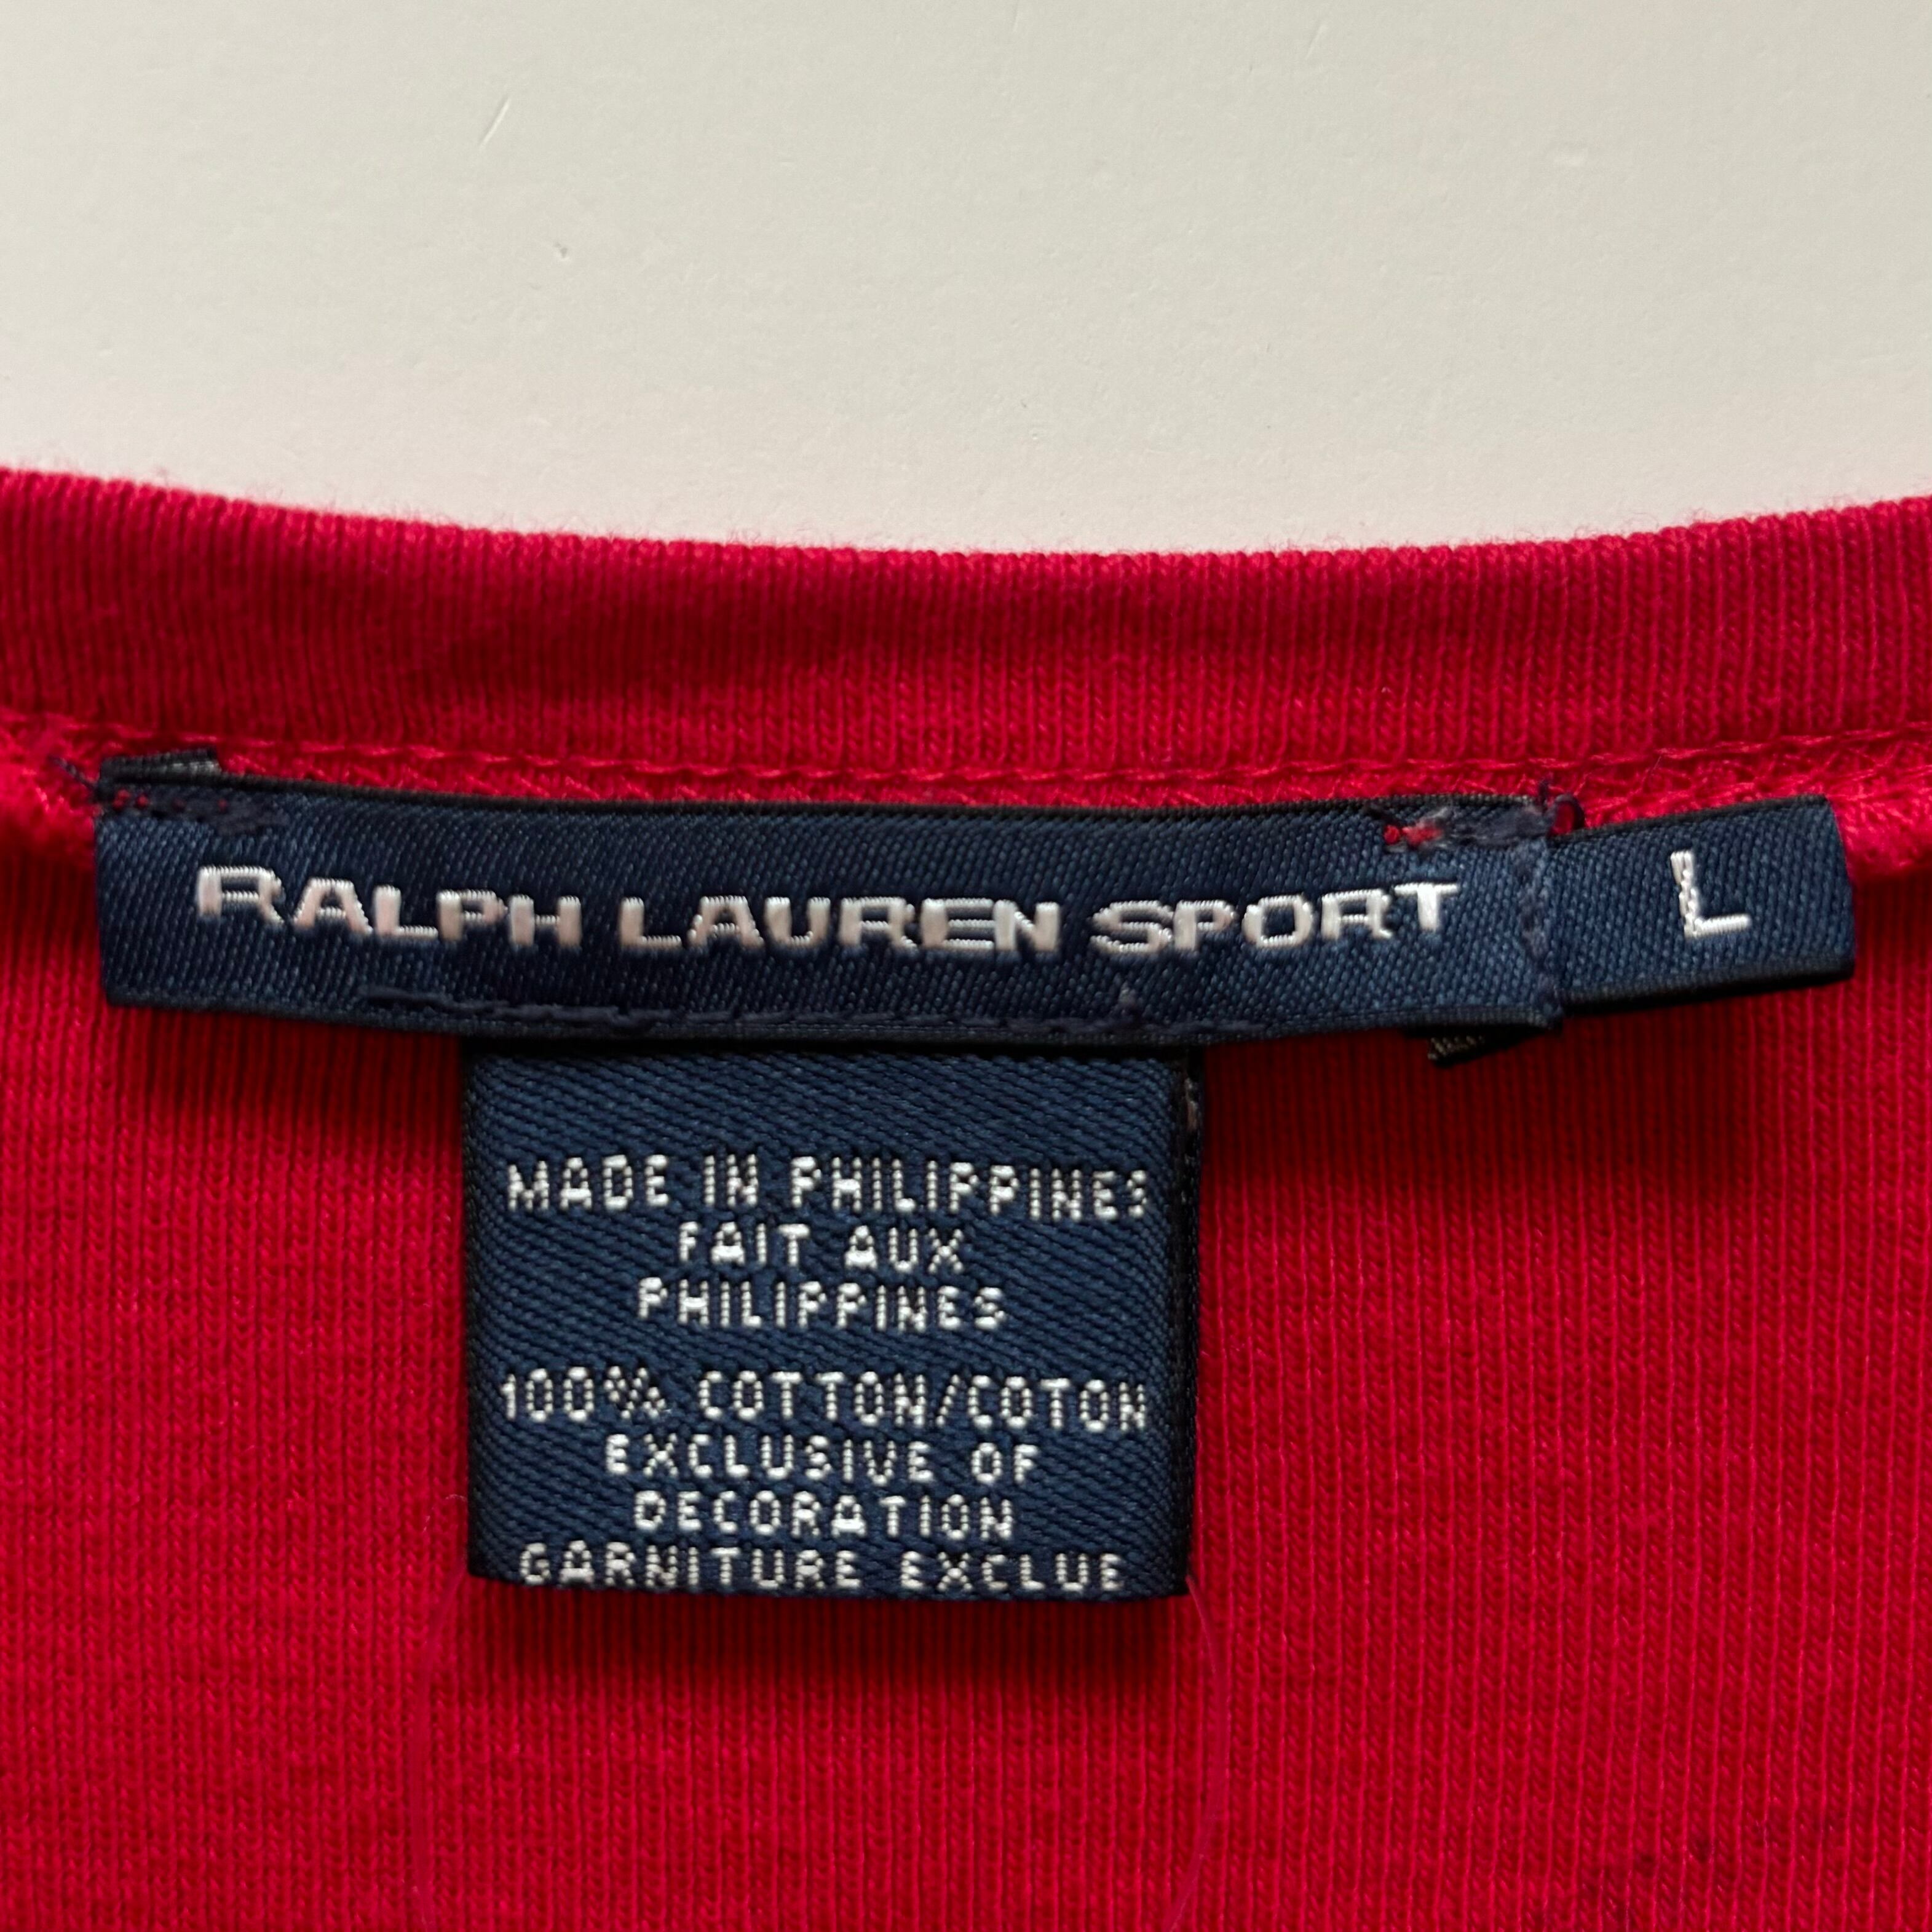 RALPH LAUREN SPORT L
MADE IN PHILIPPINES
FAIT AUX
PHILIPPINES
100% COTTON/COTON
EXCLUSIVE OF
DECORATION
GARNITURE EXCLUE